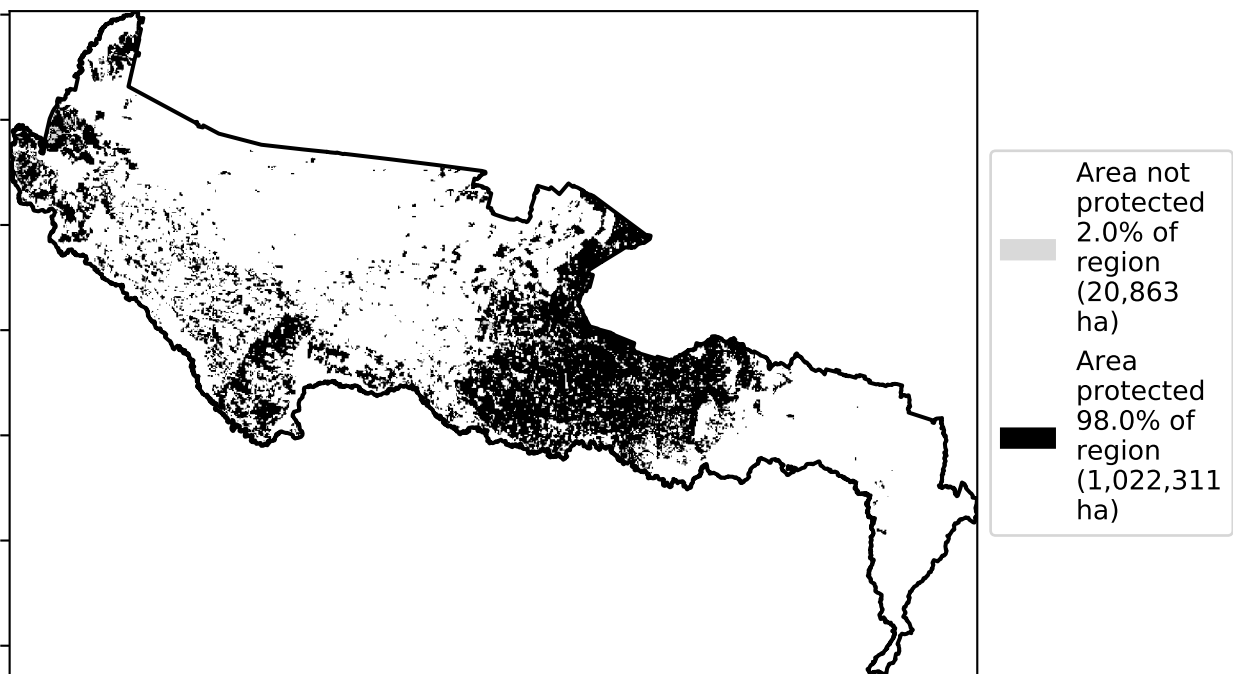 Area not
protected
2.0% of
region
(20,863
ha)
Area
protected
98.0% of
region
(1,022,311
ha)